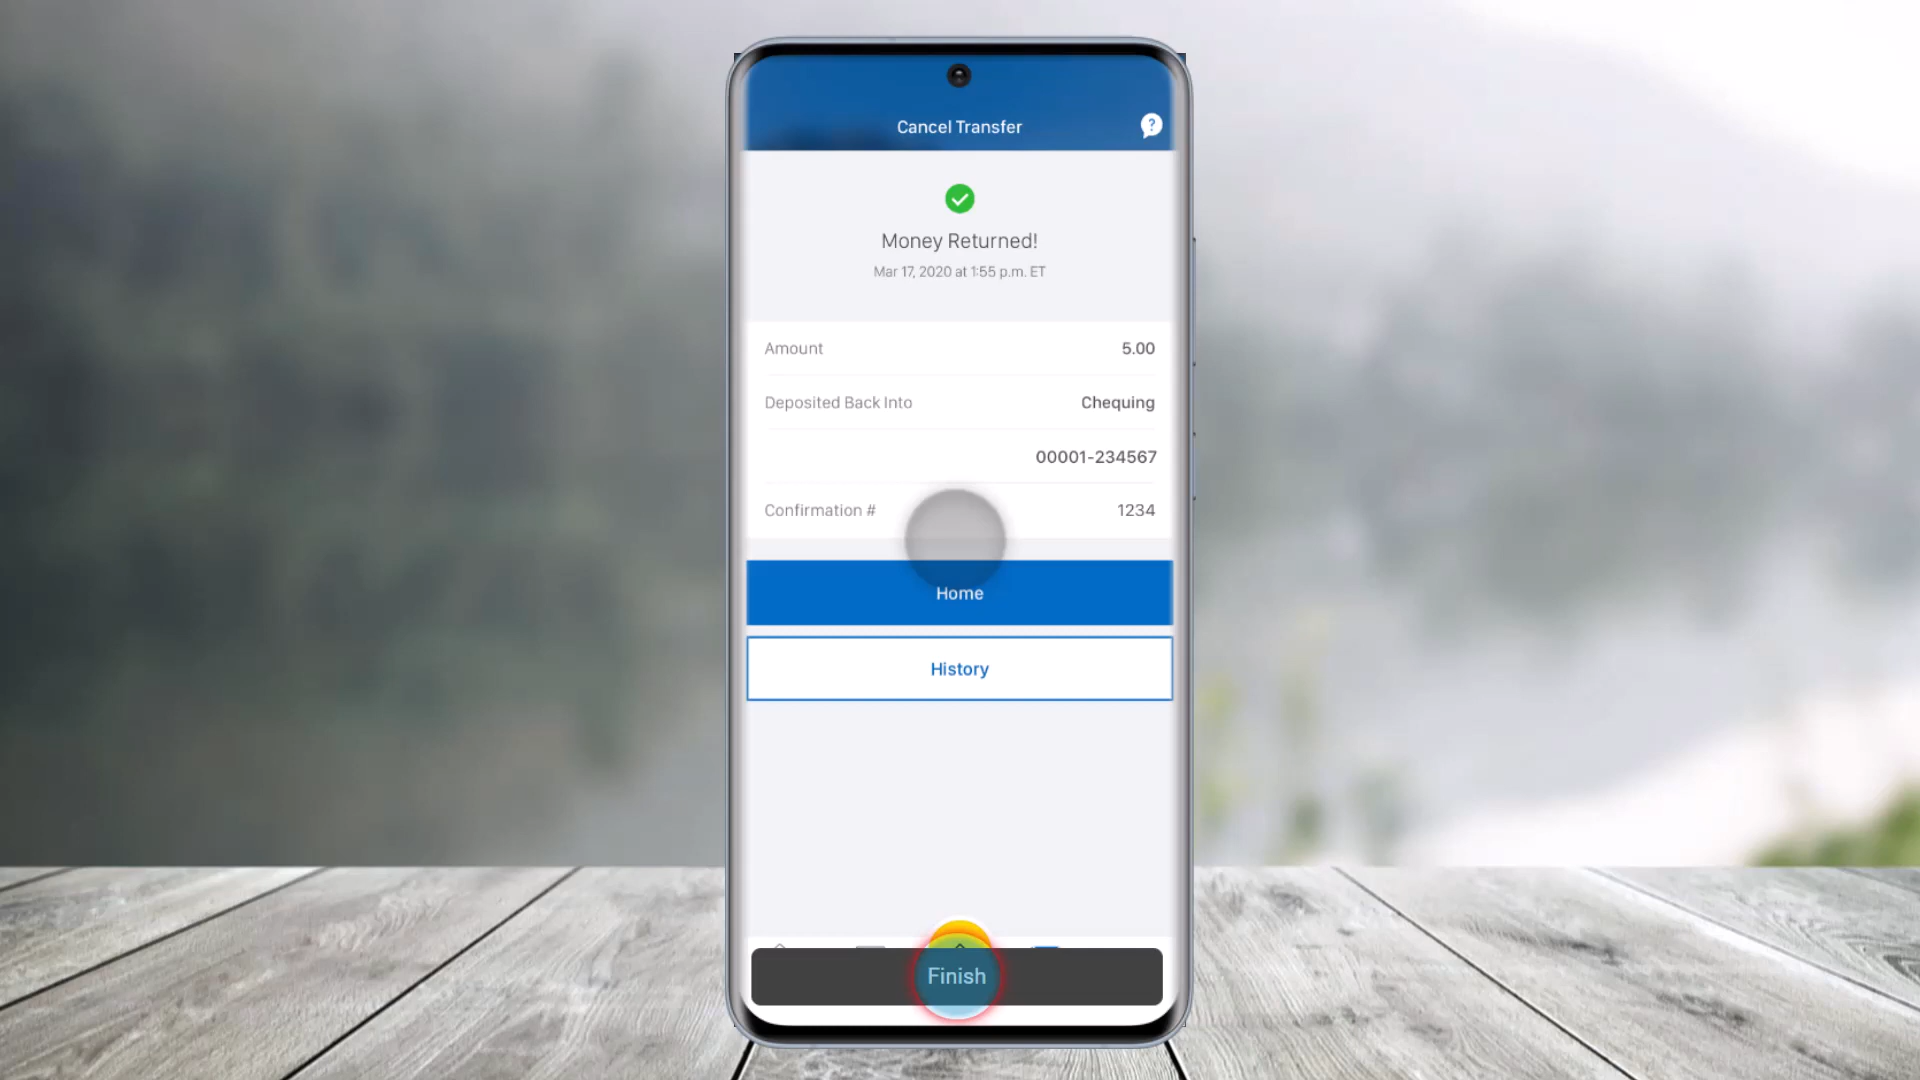 Cancel Transfer
?
Money Returned!
Mar 17, 2020 at 1:55 p.m. ET
Amount 5.00
Deposited Back Into Chequing
00001-234567
Confirmation # 1234
Home
History
Finish